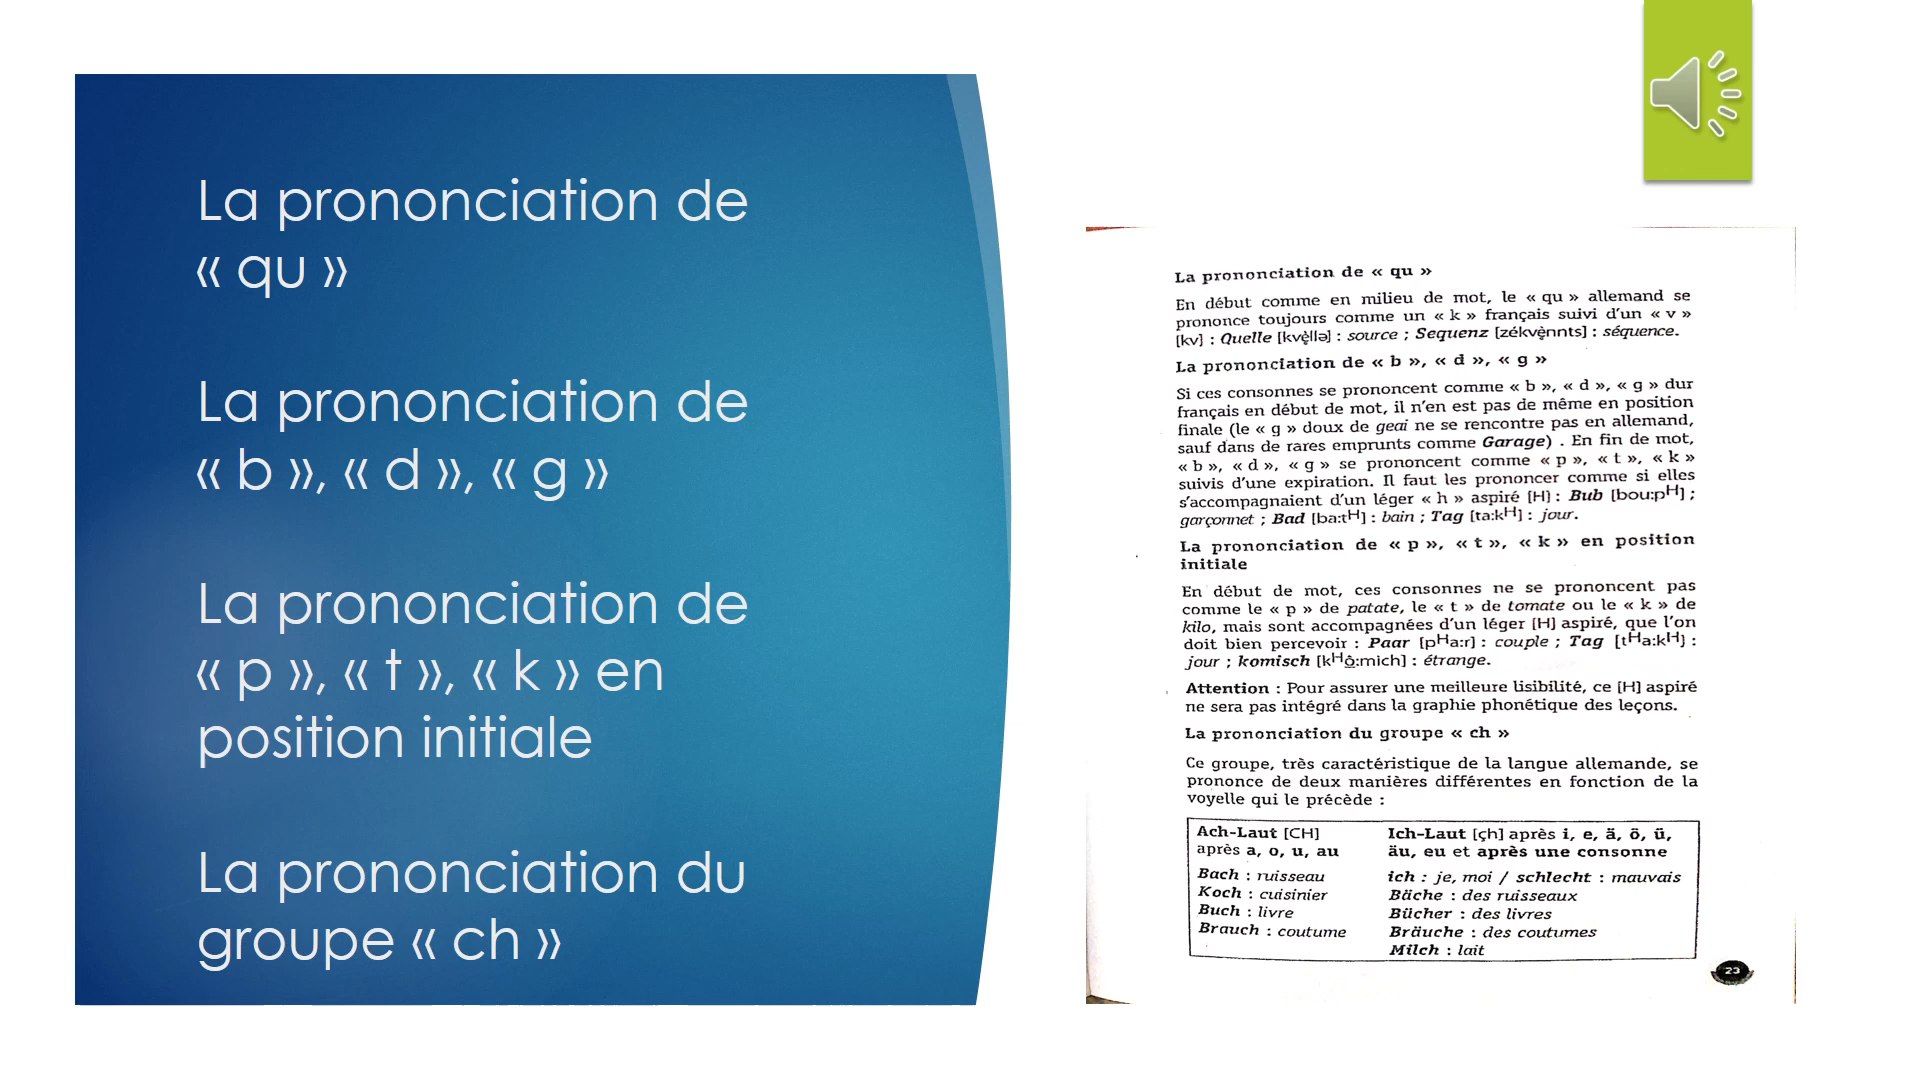 La prononciation de
« qu »
La prononciation de
« b », « d », « g »
La prononciation de
« p », « t », « k » en
position initiale
La prononciation du
groupe « ch »
La prononciation de « qu »
En début comme en milieu de mot, le « qu » allemand se
prononce toujours comme un « k » français suivi d'un « v »
[kv] : Quelle [kvè̩llə] : source ; Sequenz [zékvè̩nnts] : séquence.
La prononciation de « b », « d », « g »
Si ces consonnes se prononcent comme « b », « d », « g » dur
français en début de mot, il n'en est pas de même en position
finale (le « g » doux de geai ne se rencontre pas en allemand,
sauf dans de rares emprunts comme Garage) . En fin de mot,
« b », « d », « g » se prononcent comme « p », « t », « k »
suivis d'une expiration. Il faut les prononcer comme si elles
s'accompagnaient d'un léger « h » aspiré [H] : Bub [bou:pᴴ] ;
garçonnet ; Bad [ba:tᴴ] : bain ; Tag [ta:kᴴ] : jour.
La prononciation de « p », « t », « k » en position
initiale
En début de mot, ces consonnes ne se prononcent pas
comme le « p » de patate, le « t » de tomate ou le « k » de
kilo, mais sont accompagnées d'un léger [H] aspiré, que l'on
doit bien percevoir : Paar [pᴴa:r] : couple ; Tag [tᴴa:kᴴ] :
jour ; komisch [kᴴô̲:mich] : étrange.
Attention : Pour assurer une meilleure lisibilité, ce [H] aspiré
ne sera pas intégré dans la graphie phonétique des leçons.
La prononciation du groupe « ch »
Ce groupe, très caractéristique de la langue allemande, se
prononce de deux manières différentes en fonction de la
voyelle qui le précède :
Ach-Laut [CH]
après a, o, u, au
Bach : ruisseau
Koch : cuisinier
Buch : livre
Brauch : coutume
Ich-Laut [çh] après i, e, ä, ö, ü,
äu, eu et après une consonne
ich : je, moi / schlecht : mauvais
Bäche : des ruisseaux
Bücher : des livres
Bräuche : des coutumes
Milch : lait
23